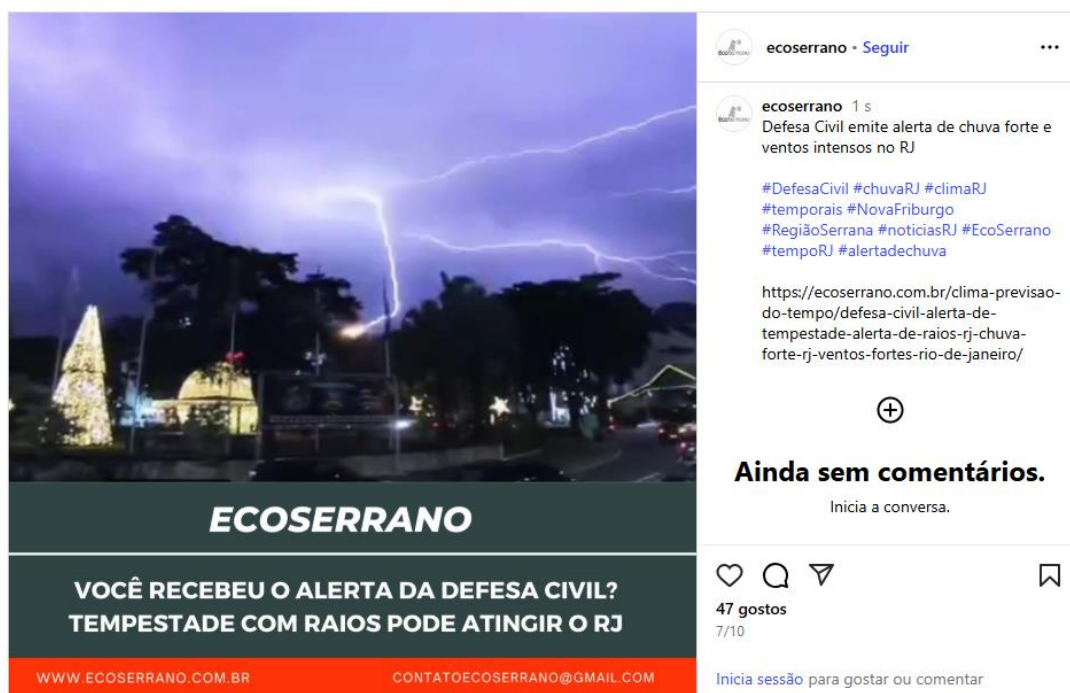 ECOSERRANO
VOCÊ RECEBEU O ALERTA DA DEFESA CIVIL?
TEMPESTADE COM RAIOS PODE ATINGIR O RJ
WWW.ECOSERRANO.COM.BR
CONTATOECOSERRANO@GMAIL.COM
ecoserrano • Seguir
ecoserrano 1 s
Defesa Civil emite alerta de chuva forte e
ventos intensos no RJ
#DefesaCivil #chuvaRJ #climaRJ
#temporais #NovaFriburgo
#RegiãoSerrana #noticiasRJ #EcoSerrano
#tempoRJ #alertadechuva
https://ecoserrano.com.br/clima-previsao-
do-tempo/defesa-civil-alerta-de-
tempestade-alerta-de-raios-rj-chuva-
forte-rj-ventos-fortes-rio-de-janeiro/
Ainda sem comentários.
Inicia a conversa.
47 gostos
7/10
Inicia sessão para gostar ou comentar